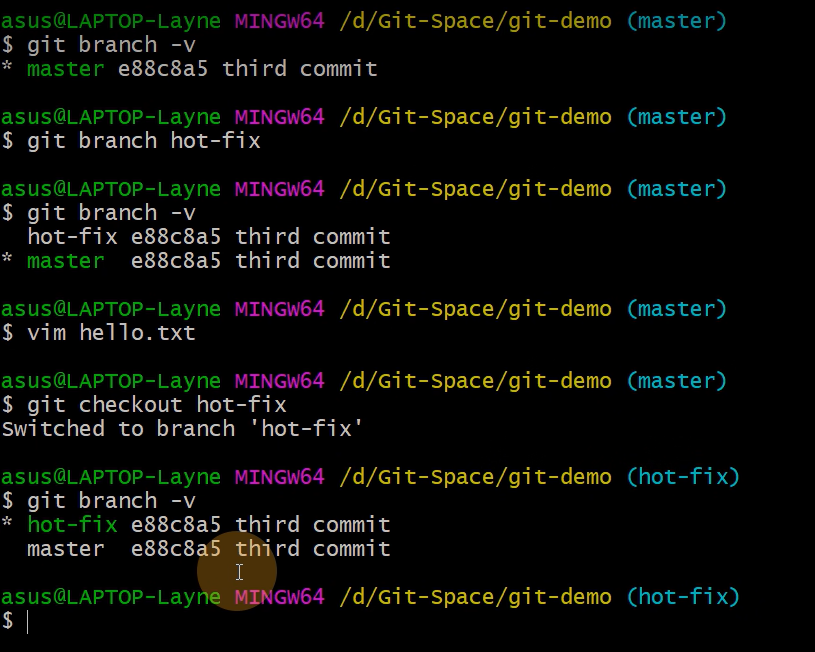 asus@LAPTOP-Layne MINGW64 /d/Git-Space/git-demo (master)
$ git branch -v
* master e88c8a5 third commit
asus@LAPTOP-Layne MINGW64 /d/Git-Space/git-demo (master)
$ git branch hot-fix
asus@LAPTOP-Layne MINGW64 /d/Git-Space/git-demo (master)
$ git branch -v
  hot-fix e88c8a5 third commit
* master  e88c8a5 third commit
asus@LAPTOP-Layne MINGW64 /d/Git-Space/git-demo (master)
$ vim hello.txt
asus@LAPTOP-Layne MINGW64 /d/Git-Space/git-demo (master)
$ git checkout hot-fix
Switched to branch 'hot-fix'
asus@LAPTOP-Layne MINGW64 /d/Git-Space/git-demo (hot-fix)
$ git branch -v
* hot-fix e88c8a5 third commit
  master  e88c8a5 third commit
asus@LAPTOP-Layne MINGW64 /d/Git-Space/git-demo (hot-fix)
$